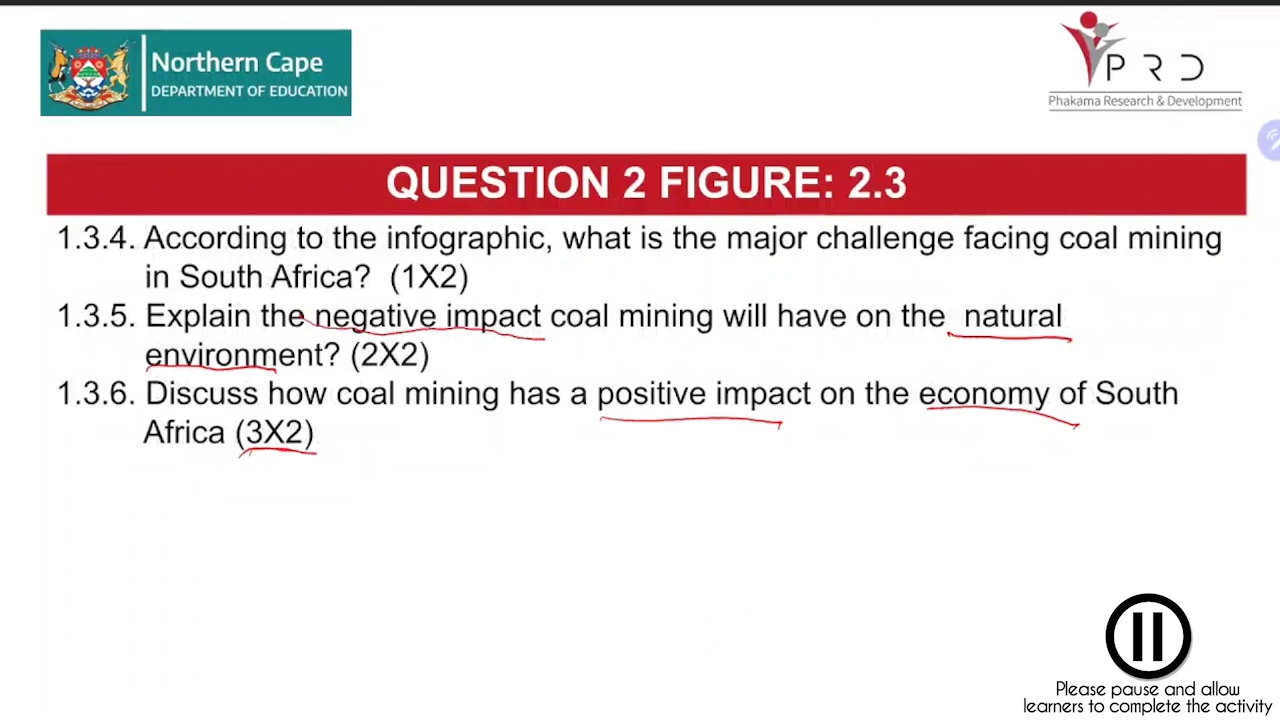 Northern Cape
DEPARTMENT OF EDUCATION
P R D
Phakama Research & Development
QUESTION 2 FIGURE: 2.3
1.3.4. According to the infographic, what is the major challenge facing coal mining
in South Africa? (1X2)
1.3.5. Explain the negative impact coal mining will have on the natural
environment? (2X2)
1.3.6. Discuss how coal mining has a positive impact on the economy of South
Africa (3X2)
Please pause and allow
learners to complete the activity